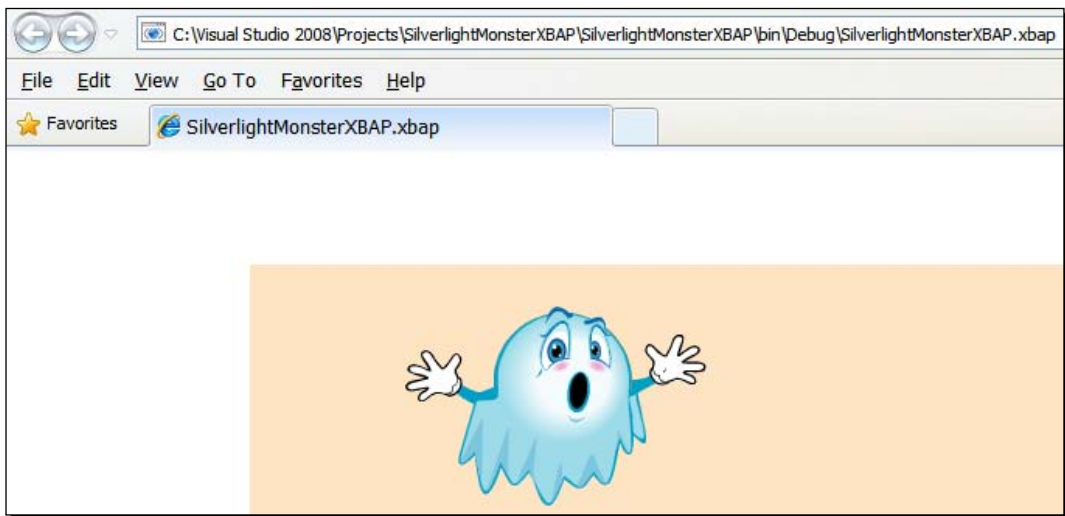 C:\Visual Studio 2008\Projects\SilverlightMonsterXBAP\SilverlightMonsterXBAP\bin\Debug\SilverlightMonsterXBAP.xbap
File Edit View Go To Favorites Help
Favorites SilverlightMonsterXBAP.xbap